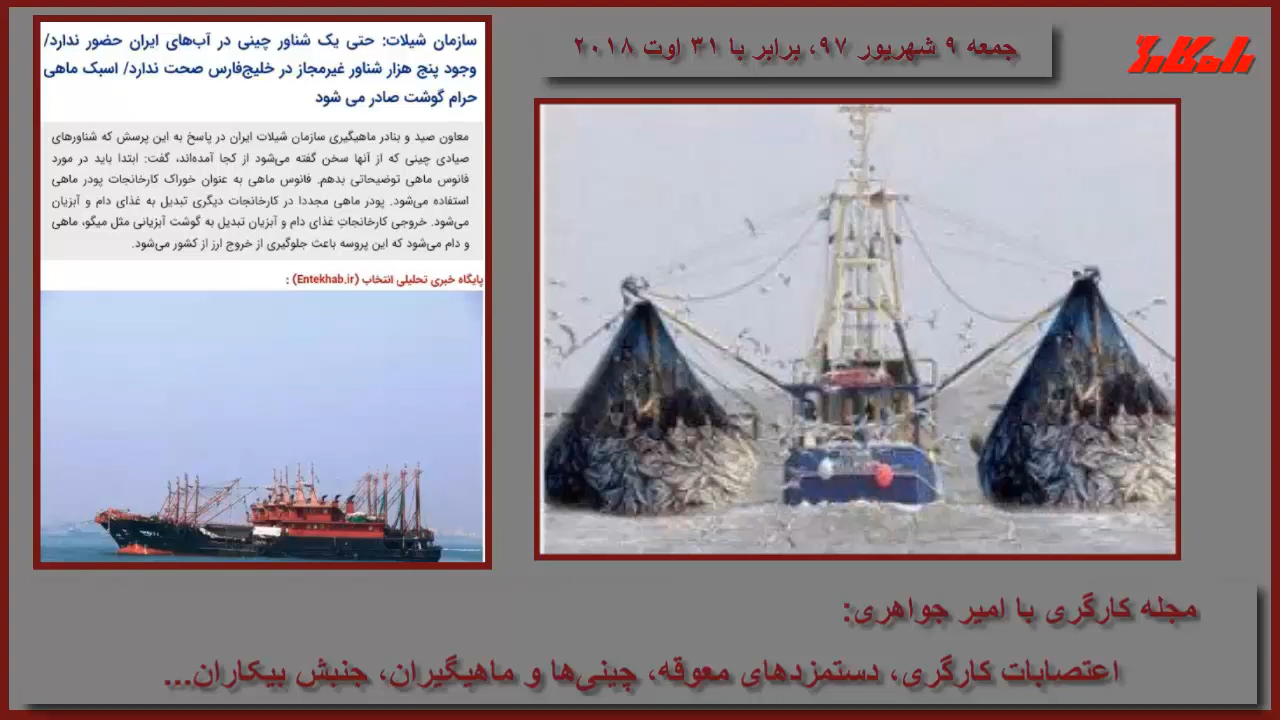 جمعه ۹ شهریور ۹۷، برابر با ۳۱ اوت ۲۰۱۸
سازمان شیلات: حتی یک شناور چینی در آب‌های ایران حضور ندارد/
وجود پنج هزار شناور غیرمجاز در خلیج‌فارس صحت ندارد/ اسبک ماهی
حرام گوشت صادر می شود
معاون صید و بنادر ماهیگیری سازمان شیلات ایران در پاسخ به این پرسش که شناورهای
صیادی چینی که از آنها سخن گفته می‌شود از کجا آمده‌اند، گفت: ابتدا باید در مورد
فانوس ماهی توضیحاتی بدهم. فانوس ماهی به عنوان خوراک کارخانجات پودر ماهی
استفاده می‌شود. پودر ماهی مجددا در کارخانجات دیگری تبدیل به غذای دام و آبزیان
می‌شود. خروجی کارخانجاتِ غذای دام و آبزیان تبدیل به گوشت آبزیانی مثل میگو، ماهی
و دام می‌شود که این پروسه باعث جلوگیری از خروج ارز از کشور می‌شود.
پایگاه خبری تحلیلی انتخاب (Entekhab.ir) :
مجله کارگری با امیر جواهری:
اعتصابات کارگری، دستمزدهای معوقه، چینی‌ها و ماهیگیران، جنبش بیکاران...